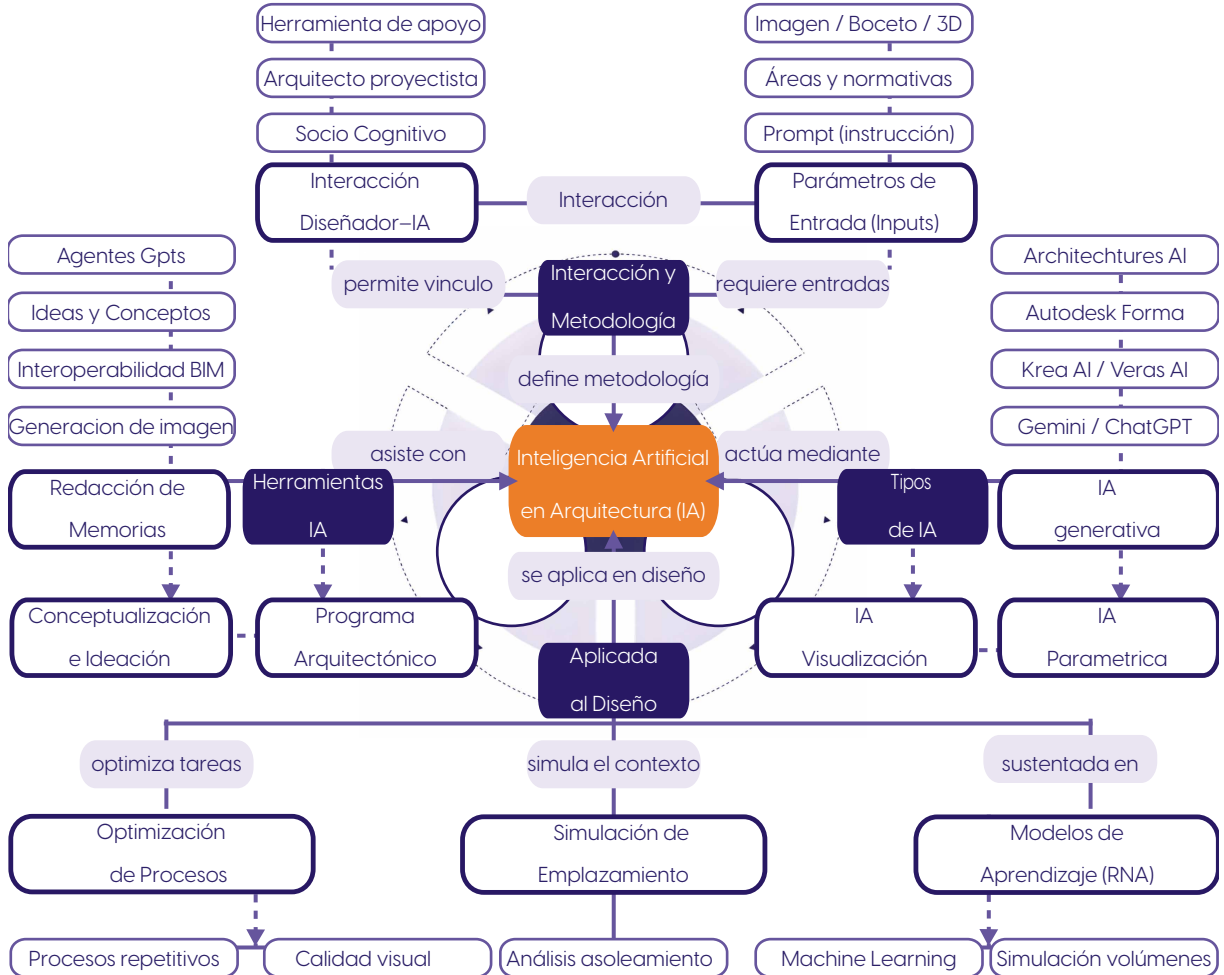 Herramienta de apoyo
Imagen / Boceto / 3D
Arquitecto proyectista
Áreas y normativas
Socio Cognitivo
Prompt (instrucción)
Interacción
Diseñador–IA
Interacción
Parámetros de
Entrada (Inputs)
Agentes Gpts
Architechtures AI
permite vinculo
Interacción y
Metodología
requiere entradas
Ideas y Conceptos
Autodesk Forma
Interoperabilidad BIM
define metodología
Krea AI / Veras AI
Generacion de imagen
Gemini / ChatGPT
asiste con
Inteligencia Artificial
en Arquitectura (IA)
actúa mediante
Redacción de
Memorias
Herramientas
IA
Tipos
de IA
IA
generativa
se aplica en diseño
Conceptualización
e Ideación
Programa
Arquitectónico
IA
Visualización
IA
Parametrica
Aplicada
al Diseño
optimiza tareas
simula el contexto
sustentada en
Optimización
de Procesos
Simulación de
Emplazamiento
Modelos de
Aprendizaje (RNA)
Procesos repetitivos
Calidad visual
Análisis asoleamiento
Machine Learning
Simulación volúmenes